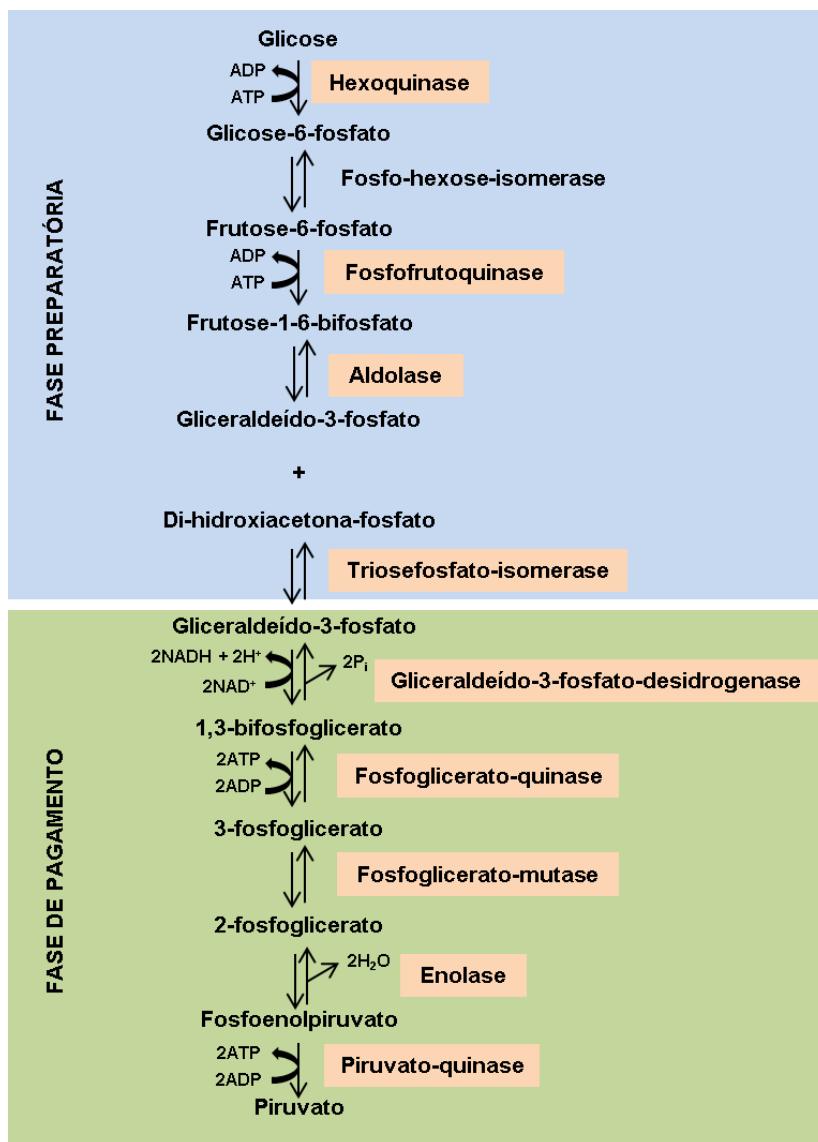 FASE PREPARATÓRIA
Glicose
ADP
ATP
Hexoquinase
Glicose-6-fosfato
Fosfo-hexose-isomerase
Frutose-6-fosfato
ADP
ATP
Fosfofrutoquinase
Frutose-1-6-bifosfato
Aldolase
Gliceraldeído-3-fosfato
+
Di-hidroxiacetona-fosfato
Triosefosfato-isomerase
FASE DE PAGAMENTO
Gliceraldeído-3-fosfato
2NADH + 2H⁺
2NAD⁺
2Pᵢ
Gliceraldeído-3-fosfato-desidrogenase
1,3-bifosfoglicerato
2ATP
2ADP
Fosfoglicerato-quinase
3-fosfoglicerato
Fosfoglicerato-mutase
2-fosfoglicerato
2H₂O
Enolase
Fosfoenolpiruvato
2ATP
2ADP
Piruvato-quinase
Piruvato